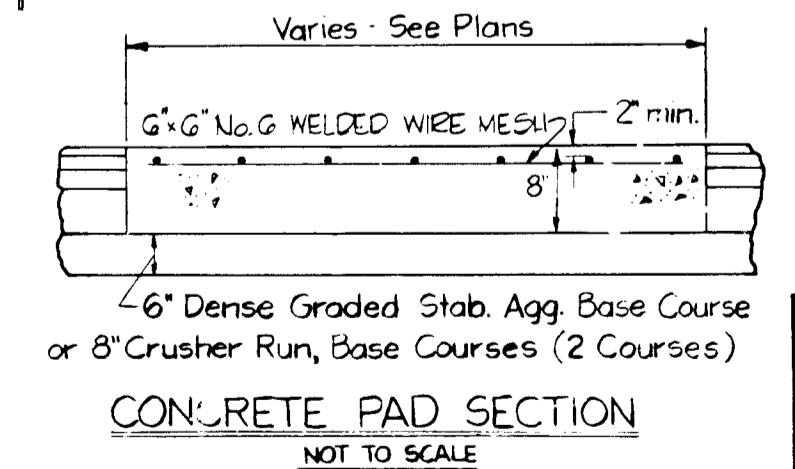 Varies - See Plans
6"x6" No. 6 WELDED WIRE MESH
2" min.
8"
6" Dense Graded Stab. Agg. Base Course
or 8" Crusher Run, Base Courses (2 Courses)
CONCRETE PAD SECTION
NOT TO SCALE